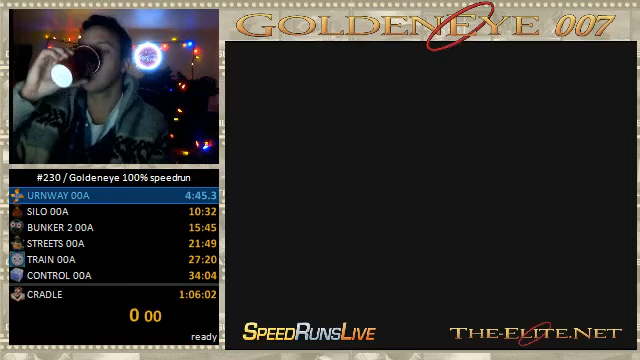 GOLDENEYE 007
#230 / Goldeneye 100% speedrun
URNWAY 00A 4:45.3
SILO 00A 10:32
BUNKER 2 00A 15:45
STREETS 00A 21:49
TRAIN 00A 27:20
CONTROL 00A 34:04
CRADLE 1:06:02
0 00
ready
SPEEDRUNSLIVE
THE-ELITE.NET